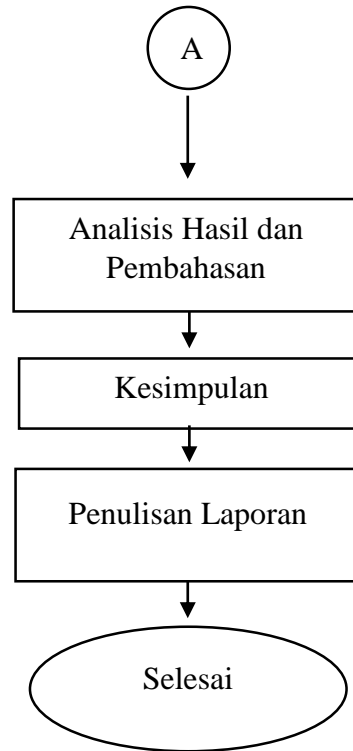 A
Analisis Hasil dan
Pembahasan
Kesimpulan
Penulisan Laporan
Selesai